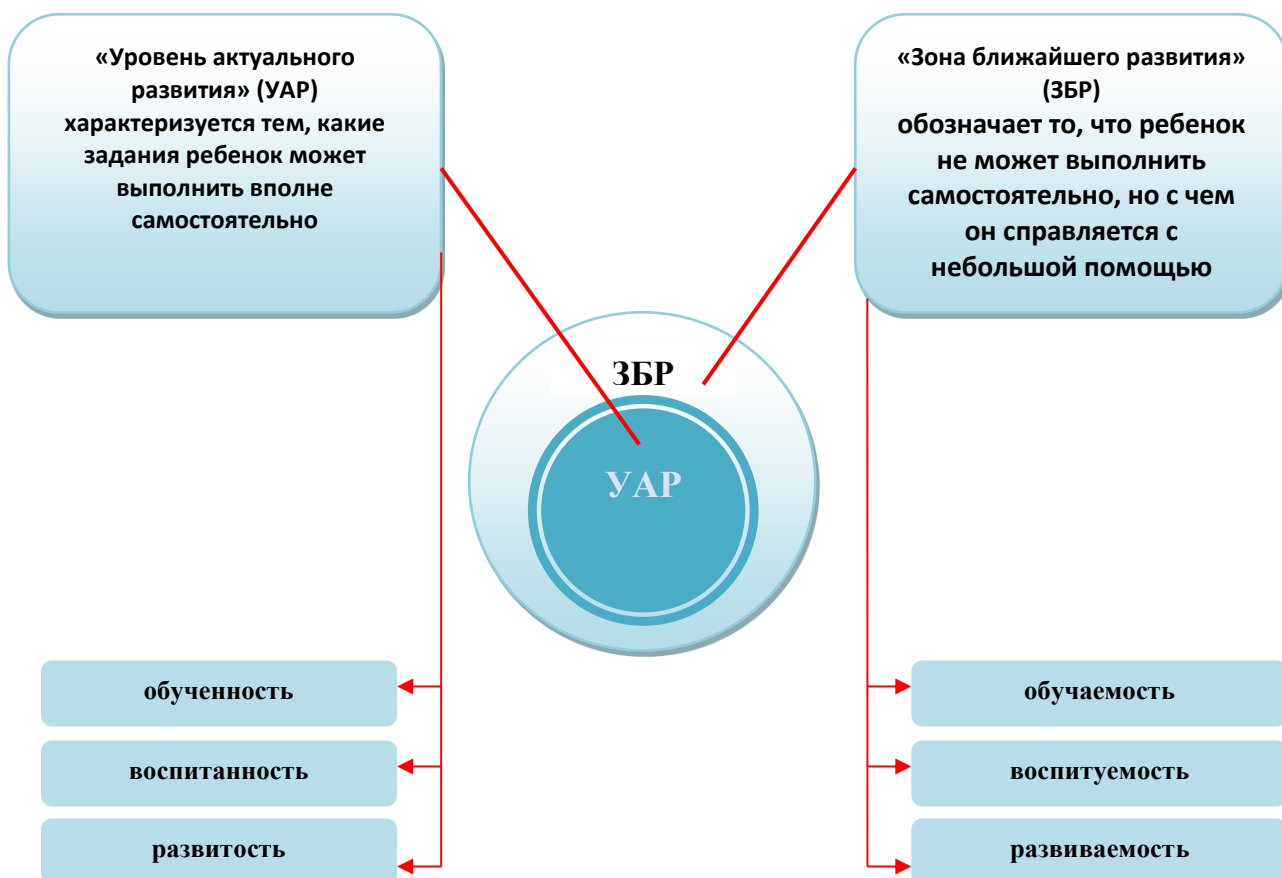 «Уровень актуального
развития» (УАР)
характеризуется тем, какие
задания ребенок может
выполнить вполне
самостоятельно
«Зона ближайшего развития»
(ЗБР)
обозначает то, что ребенок
не может выполнить
самостоятельно, но с чем
он справляется с
небольшой помощью
ЗБР
УАР
обученность
воспитанность
развитость
обучаемость
воспитуемость
развиваемость